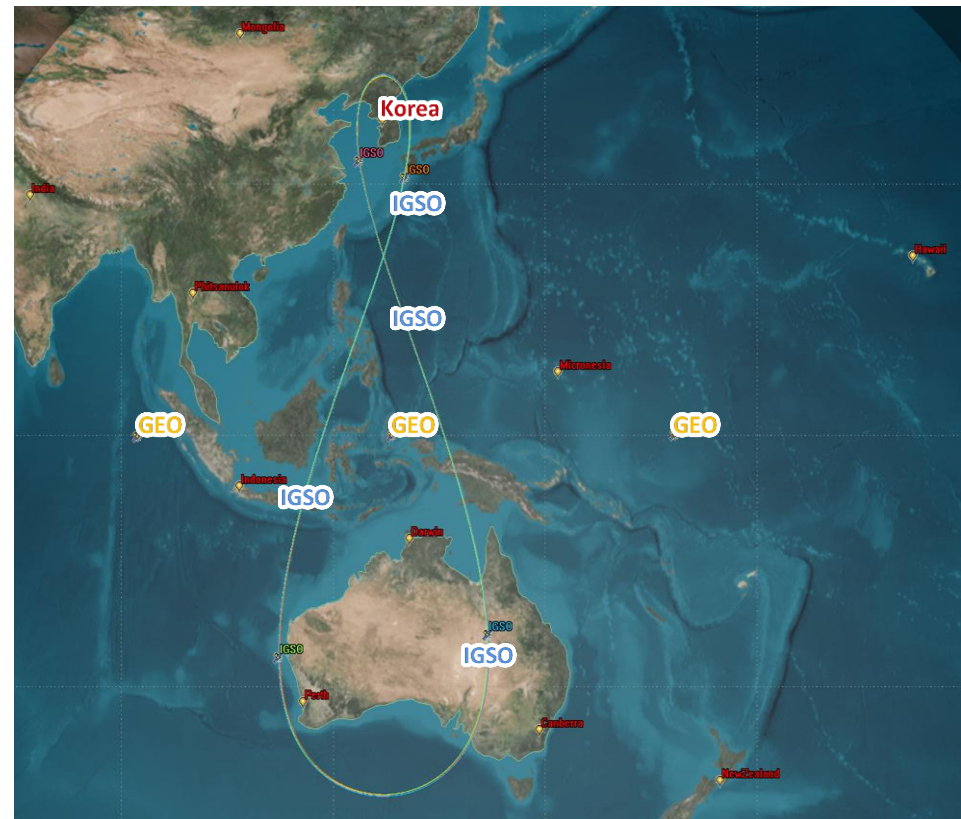 Mongolia
Korea
IGSO
IGSO
India
IGSO
Hawaii
Phitsanulok
IGSO
Micronesia
GEO
GEO
GEO
Indonesia
IGSO
Darwin
IGSO
IGSO
IGSO
Perth
Canberra
NewZealand